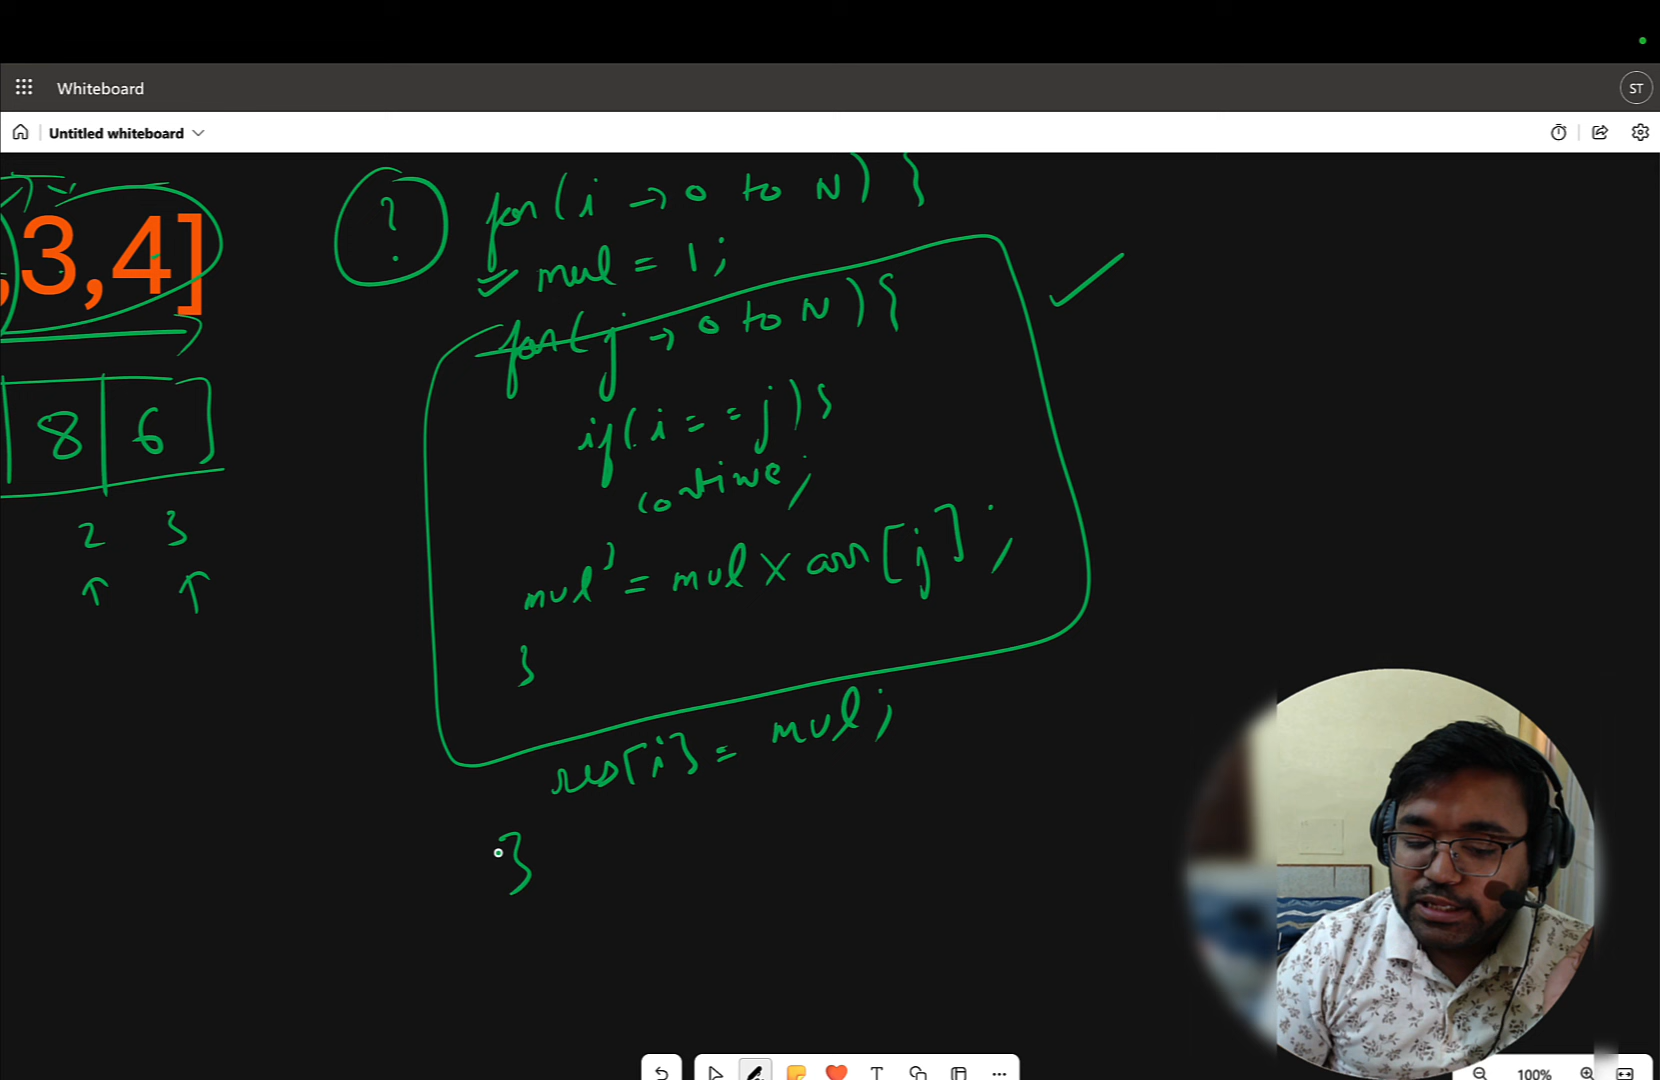 Whiteboard
ST
Untitled whiteboard
,3,4]
8 6
2 3
?
for(i → 0 to N) {
mul = 1;
for(j → 0 to N) {
if(i == j) {
continue;
}
mul = mul x arr[j];
}
res[i] = mul;
}
T
100%